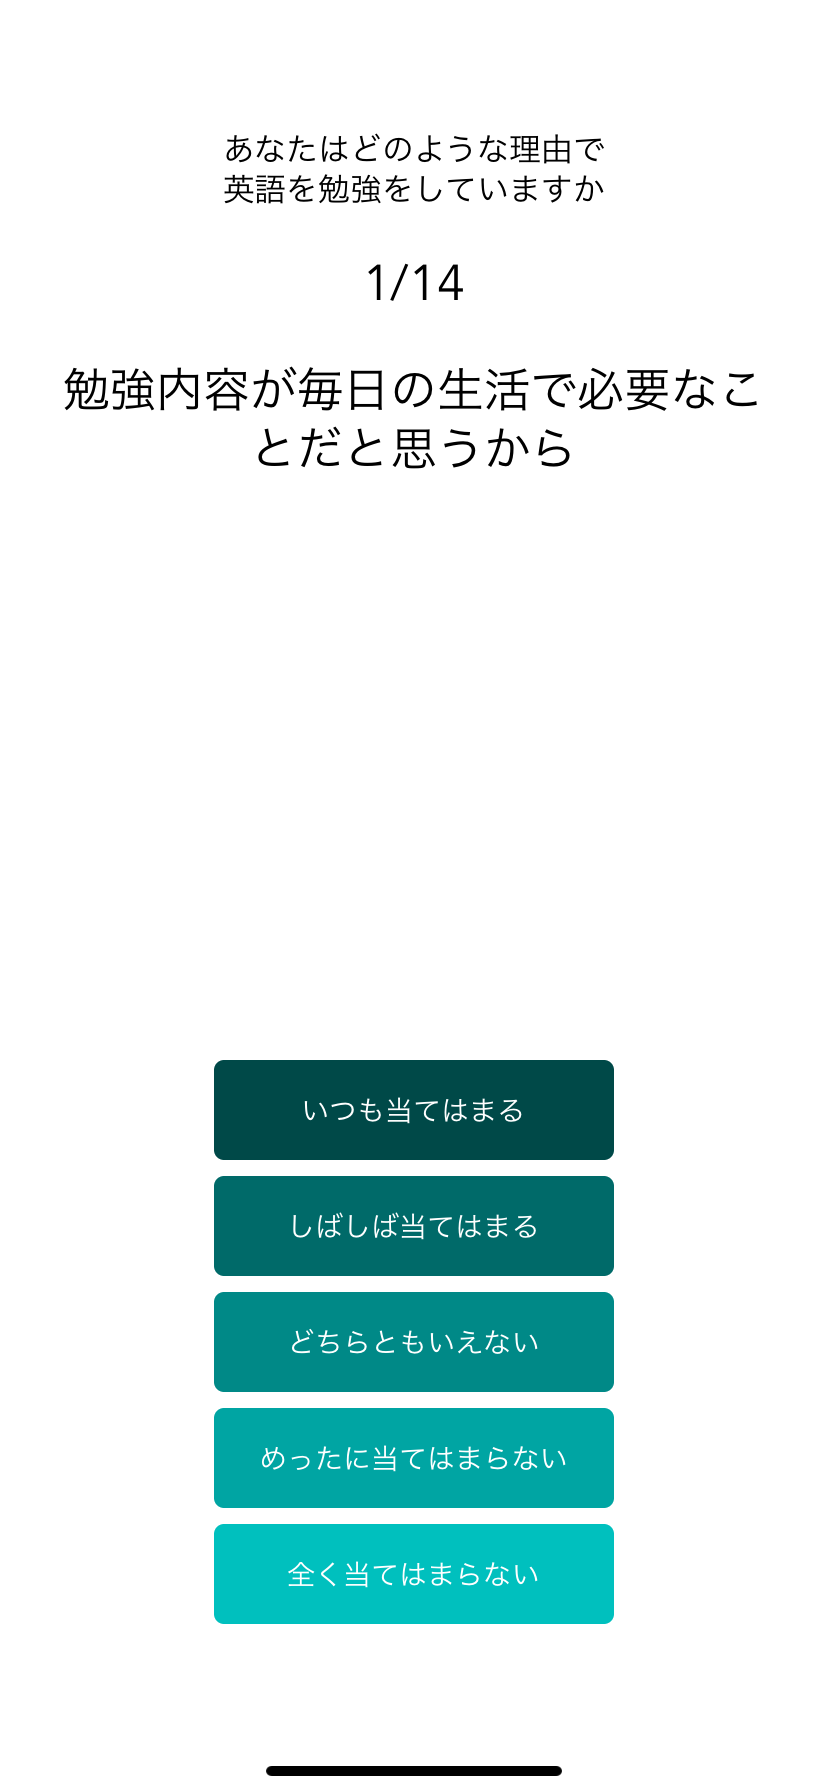 あなたはどのような理由で
英語を勉強をしていますか
1/14
勉強内容が毎日の生活で必要なこ
とだと思うから
いつも当てはまる
しばしば当てはまる
どちらともいえない
めったに当てはまらない
全く当てはまらない